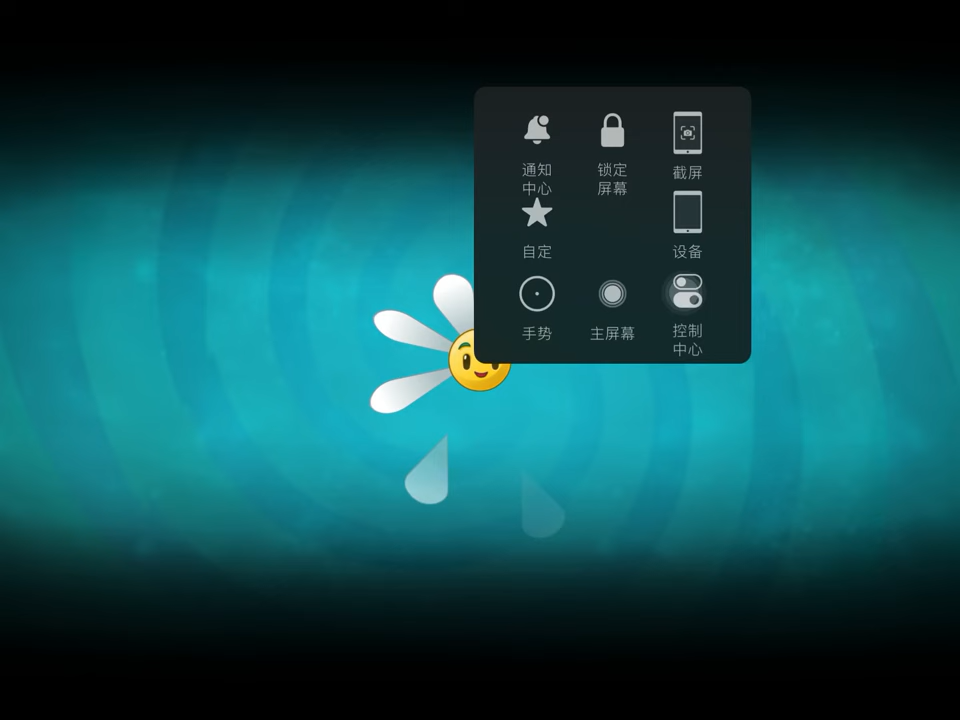 通知
中心
锁定
屏幕
截屏
自定
设备
手势
主屏幕
控制
中心